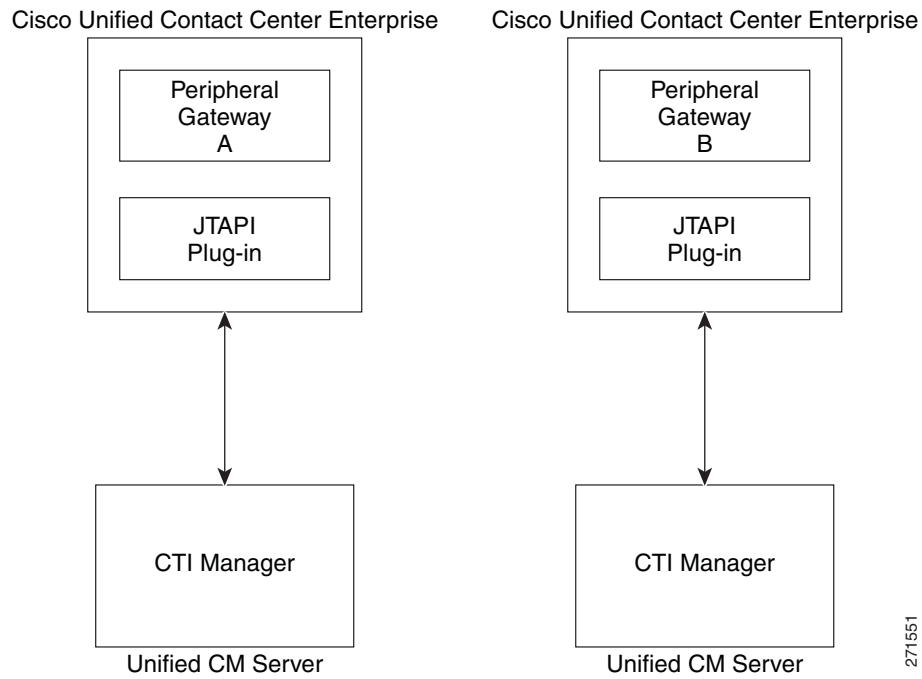 Cisco Unified Contact Center Enterprise
Peripheral
Gateway
A
JTAPI
Plug-in
CTI Manager
Unified CM Server
Cisco Unified Contact Center Enterprise
Peripheral
Gateway
B
JTAPI
Plug-in
CTI Manager
Unified CM Server
271551